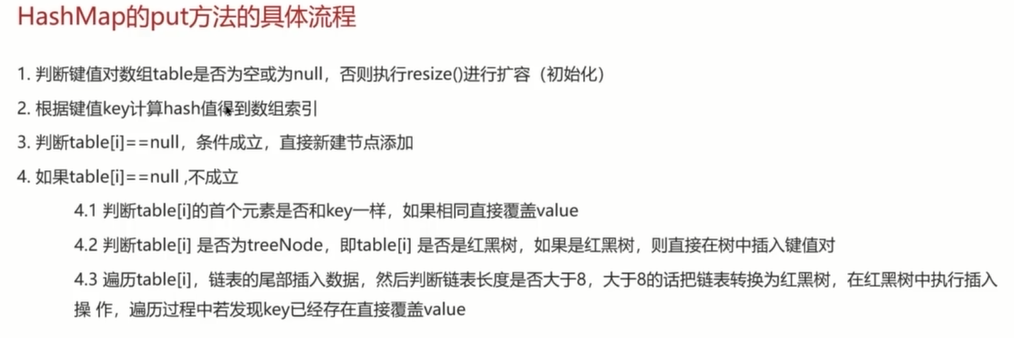 HashMap的put方法的具体流程
1. 判断键值对数组table是否为空或为null，否则执行resize()进行扩容（初始化）
2. 根据键值key计算hash值得到数组索引
3. 判断table[i]==null，条件成立，直接新建节点添加
4. 如果table[i]==null ,不成立
4.1 判断table[i]的首个元素是否和key一样，如果相同直接覆盖value
4.2 判断table[i] 是否为treeNode，即table[i] 是否是红黑树，如果是红黑树，则直接在树中插入键值对
4.3 遍历table[i]，链表的尾部插入数据，然后判断链表长度是否大于8，大于8的话把链表转换为红黑树，在红黑树中执行插入
操 作，遍历过程中若发现key已经存在直接覆盖value